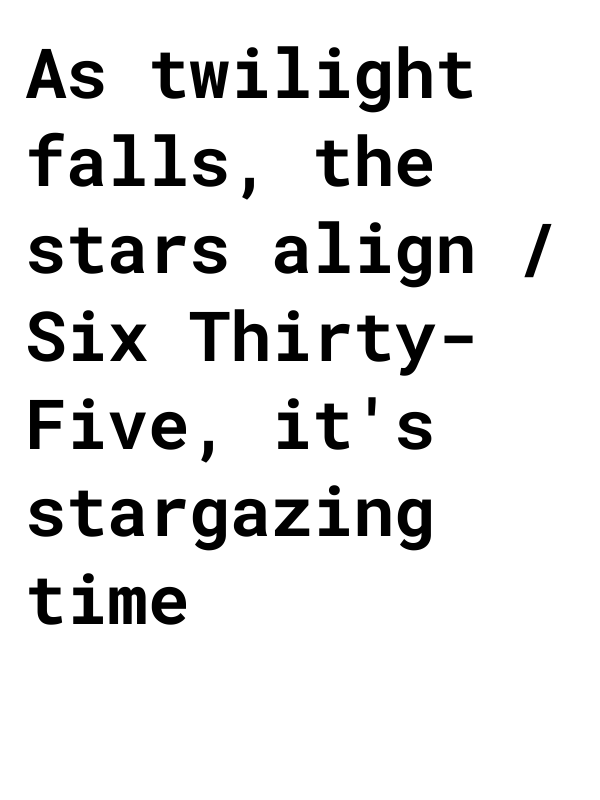 As twilight
falls, the
stars align /
Six Thirty-
Five, it's
stargazing
time